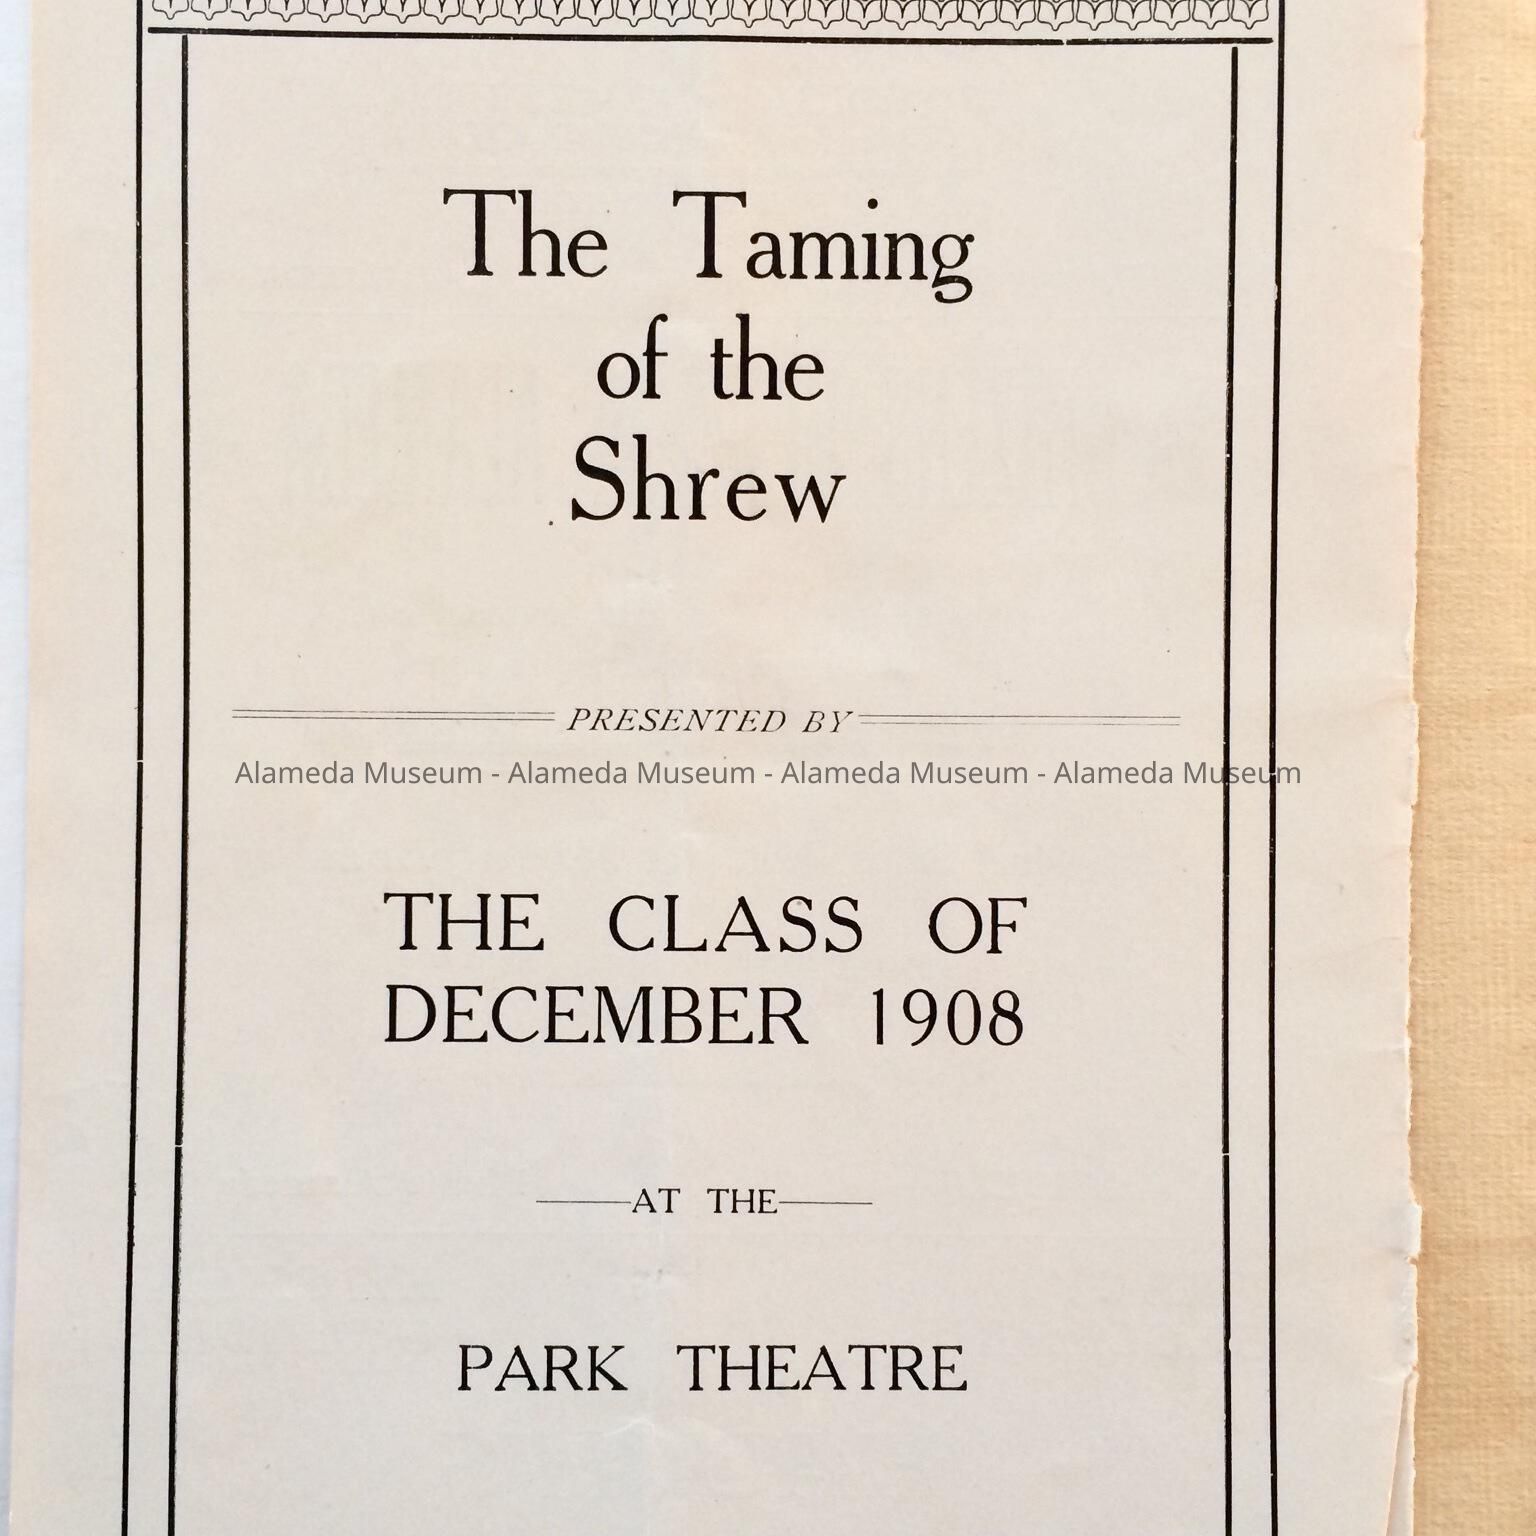 The Taming
of the
Shrew
PRESENTED BY
Alameda Museum - Alameda Museum - Alameda Museum - Alameda Museum
THE CLASS OF
DECEMBER 1908
AT THE
PARK THEATRE